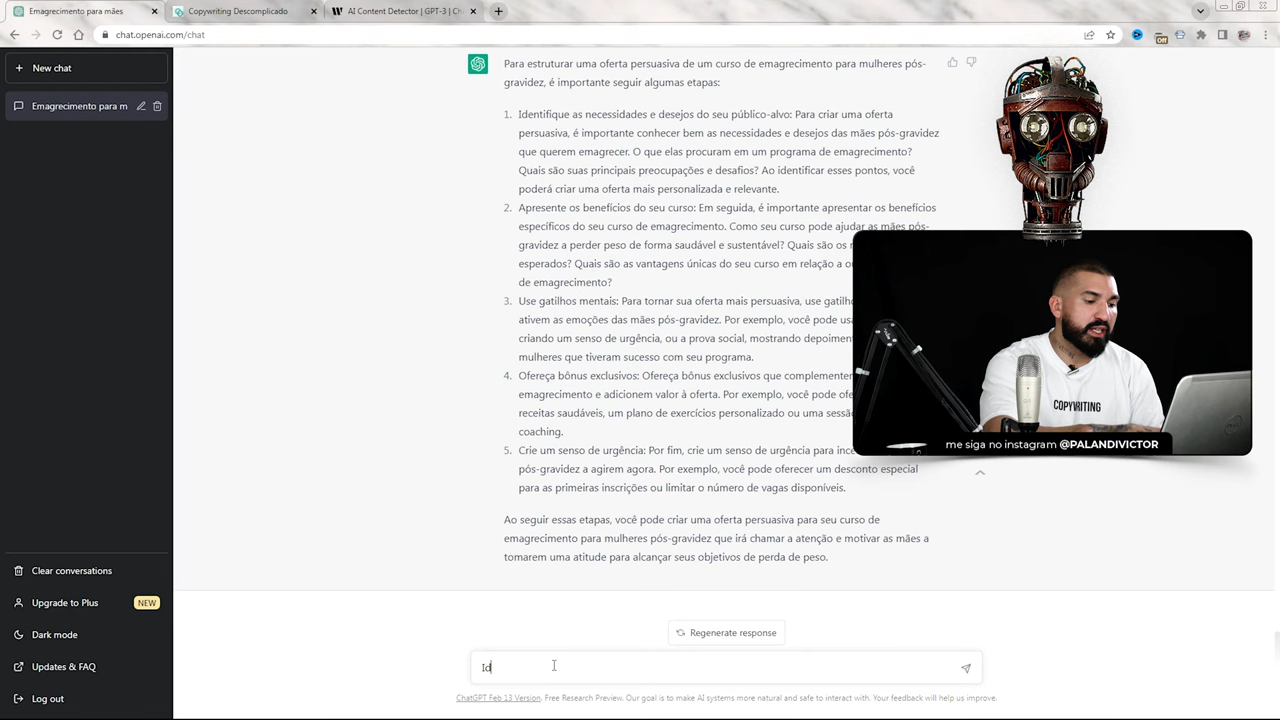 Emagrecimento para mães
Copywriting Descomplicado
AI Content Detector | GPT-3 | Ch
chat.openai.com/chat
Off
New chat
Emagrecimento para m
Para estruturar uma oferta persuasiva de um curso de emagrecimento para mulheres pós-
gravidez, é importante seguir algumas etapas:
1. Identifique as necessidades e desejos do seu público-alvo: Para criar uma oferta
persuasiva, é importante conhecer bem as necessidades e desejos das mães pós-gravidez
que querem emagrecer. O que elas procuram em um programa de emagrecimento?
Quais são suas principais preocupações e desafios? Ao identificar esses pontos, você
poderá criar uma oferta mais personalizada e relevante.
2. Apresente os benefícios do seu curso: Em seguida, é importante apresentar os benefícios
específicos do seu curso de emagrecimento. Como seu curso pode ajudar as mães pós-
gravidez a perder peso de forma saudável e sustentável? Quais são os
esperados? Quais são as vantagens únicas do seu curso em relação a
de emagrecimento?
3. Use gatilhos mentais: Para tornar sua oferta mais persuasiva, use
ativem as emoções das mães pós-gravidez. Por exemplo, você pode
criando um senso de urgência, ou a prova social, mostrando
mulheres que tiveram sucesso com seu programa.
4. Ofereça bônus exclusivos: Ofereça bônus exclusivos que
emagrecimento e adicionem valor à oferta. Por exemplo, você pode
receitas saudáveis, um plano de exercícios personalizado ou uma
coaching.
5. Crie um senso de urgência: Por fim, crie um senso de urgência para
pós-gravidez a agirem agora. Por exemplo, você pode oferecer um desconto especial
para as primeiras inscrições ou limitar o número de vagas disponíveis.
Ao seguir essas etapas, você pode criar uma oferta persuasiva para seu curso de
emagrecimento para mulheres pós-gravidez que irá chamar a atenção e motivar as mães a
tomarem uma atitude para alcançar seus objetivos de perda de peso.
COPYWRITING
me siga no instagram @PALANDIVICTOR
Clear conversations
Upgrade to Plus NEW
Dark mode
Updates & FAQ
Log out
Regenerate response
Id
ChatGPT Feb 13 Version. Free Research Preview. Our goal is to make AI systems more natural and safe to interact with. Your feedback will help us improve.